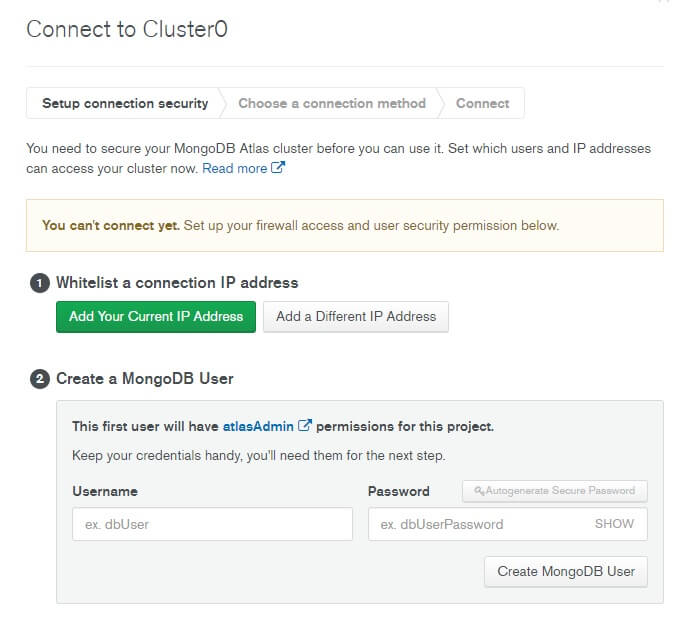 Connect to Cluster0
Setup connection security
Choose a connection method
Connect
You need to secure your MongoDB Atlas cluster before you can use it. Set which users and IP addresses
can access your cluster now. Read more
You can't connect yet. Set up your firewall access and user security permission below.
1 Whitelist a connection IP address
Add Your Current IP Address
Add a Different IP Address
2 Create a MongoDB User
This first user will have atlasAdmin permissions for this project.
Keep your credentials handy, you'll need them for the next step.
Username
Password
Autogenerate Secure Password
ex. dbUser
ex. dbUserPassword
SHOW
Create MongoDB User